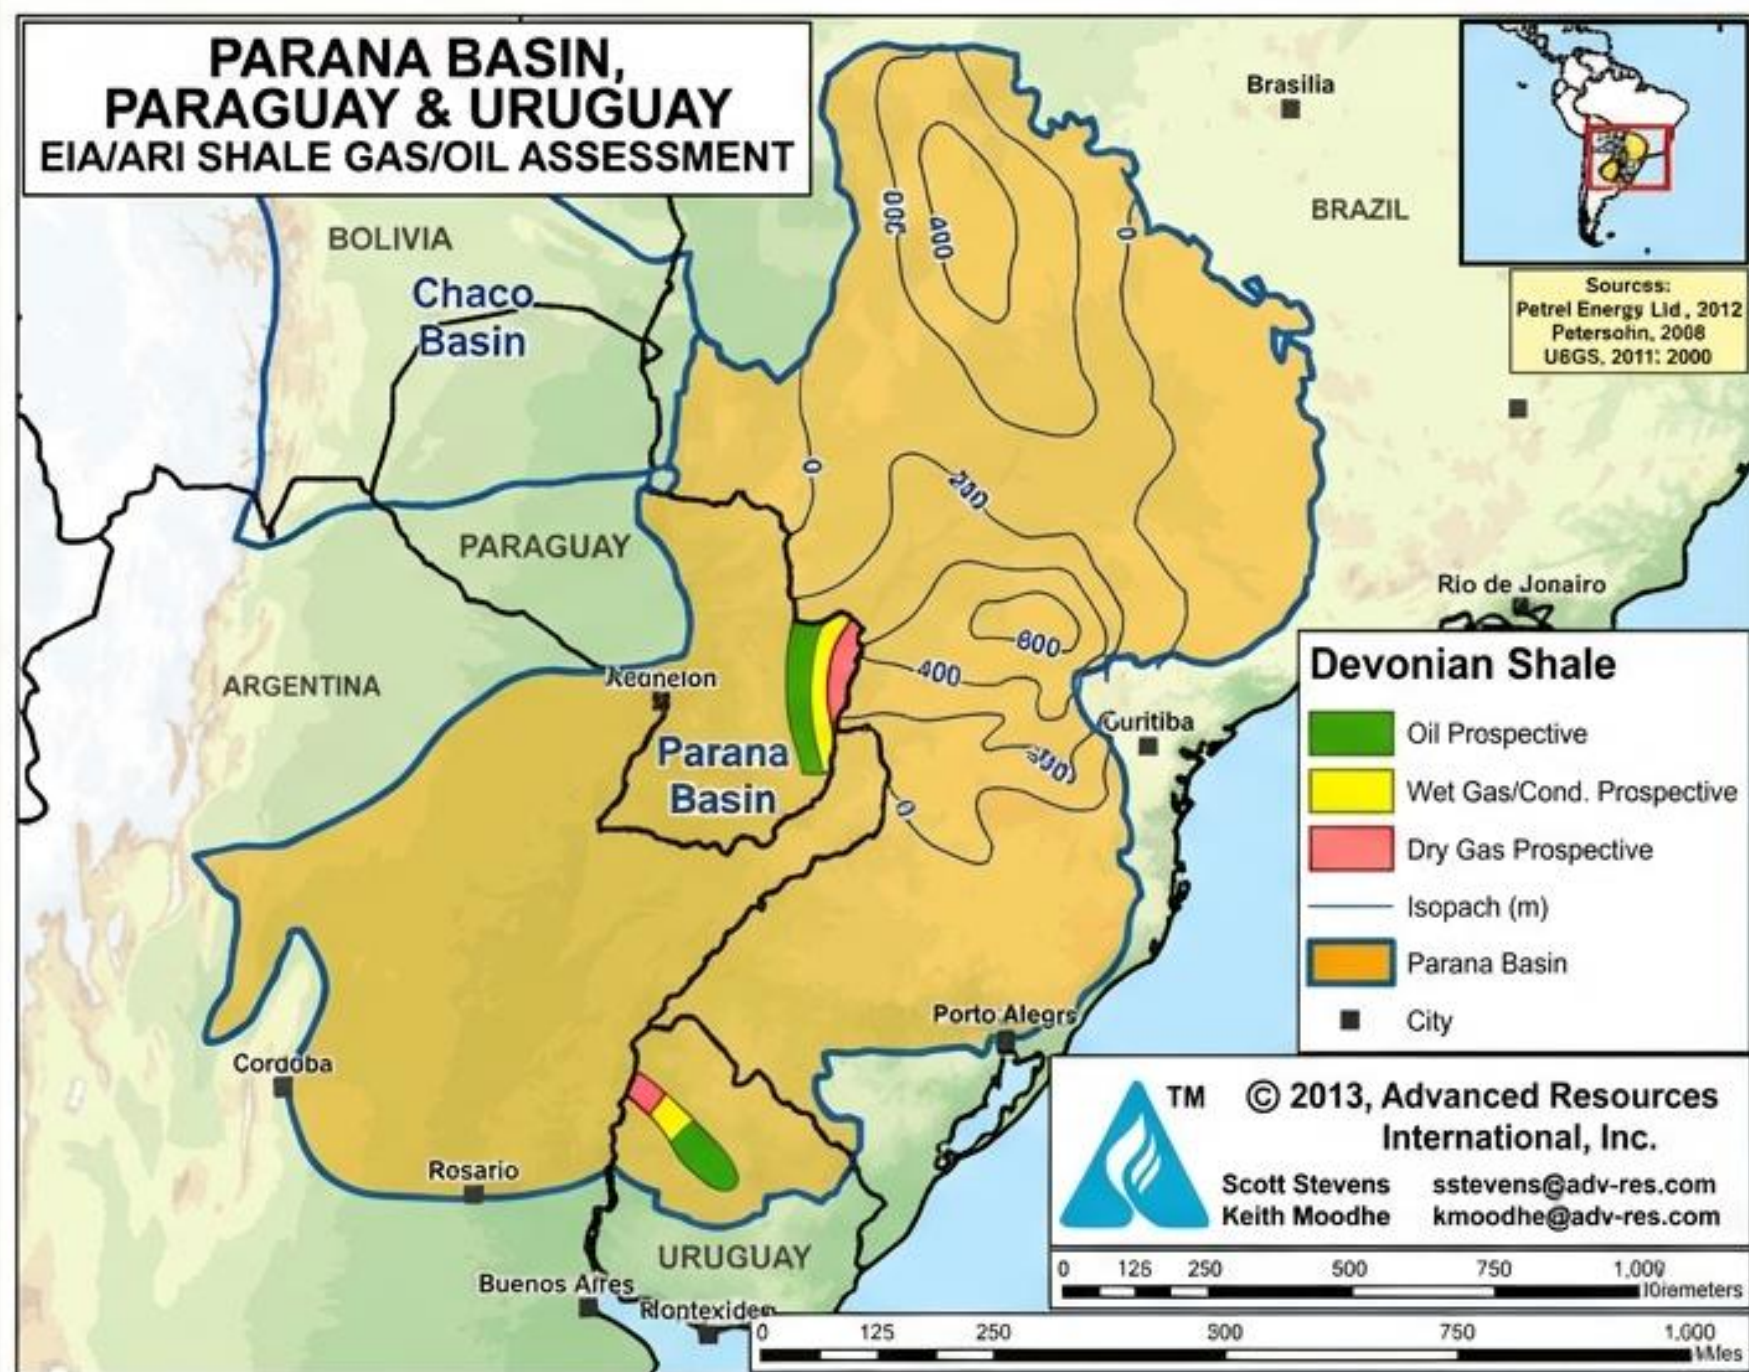 PARANA BASIN,
PARAGUAY & URUGUAY
EIA/ARI SHALE GAS/OIL ASSESSMENT
Brasilia
BRAZIL
Sourcss:
Petrel Energy Lid., 2012
Petersohn, 2008
U6GS, 2011: 2000
BOLIVIA
Chaco
Basin
400
0
0
PARAGUAY
Rio de Jonairo
ARGENTINA
600
400
Curitiba
Parana
Basin
0
Devonian Shale
Oil Prospective
Wet Gas/Cond. Prospective
Dry Gas Prospective
Isopach (m)
Parana Basin
City
Porto Alegrs
Cordoba
Rosario
URUGUAY
Buenos Aires
TM
© 2013, Advanced Resources
International, Inc.
Scott Stevens sstevens@adv-res.com
Keith Moodhe kmoodhe@adv-res.com
0 125 250 500 750 1,000
0 125 250 500 750 1.000